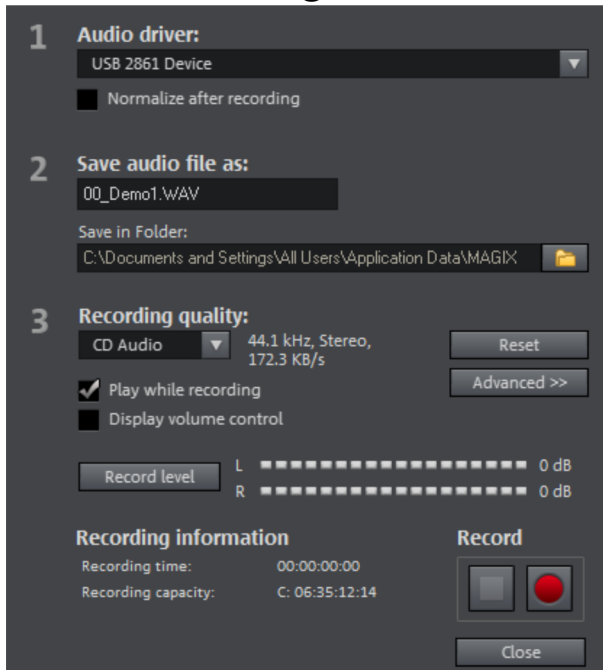 1 Audio driver:
USB 2861 Device
Normalize after recording
2 Save audio file as:
00_Demo1.WAV
Save in Folder:
C:\Documents and Settings\All Users\Application Data\MAGIX
3 Recording quality:
CD Audio
44.1 kHz, Stereo,
172.3 KB/s
Reset
Play while recording
Advanced >>
Display volume control
Record level
L 0 dB
R 0 dB
Recording information
Record
Recording time: 00:00:00:00
Recording capacity: C: 06:35:12:14
Close